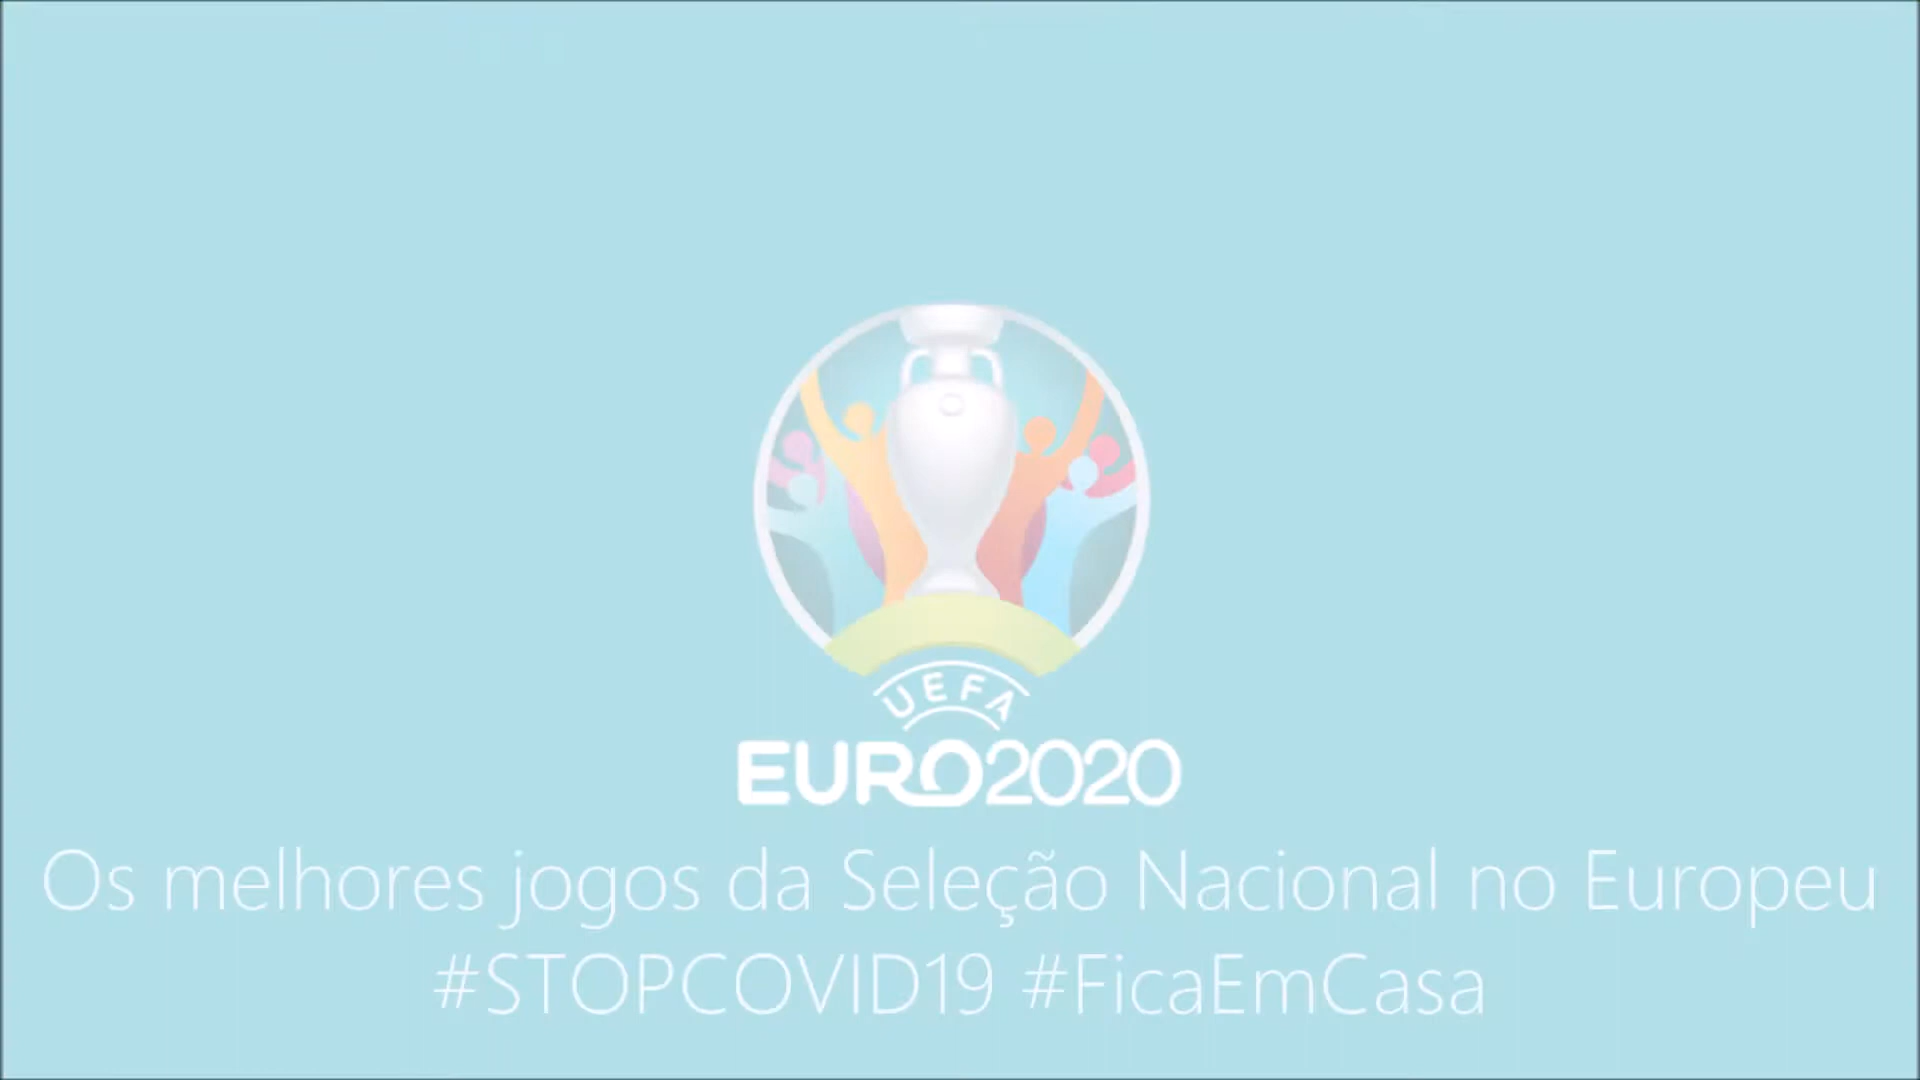 UEFA
EURO2020
Os melhores jogos da Seleção Nacional no Europeu
#STOPCOVID19 #FicaEmCasa